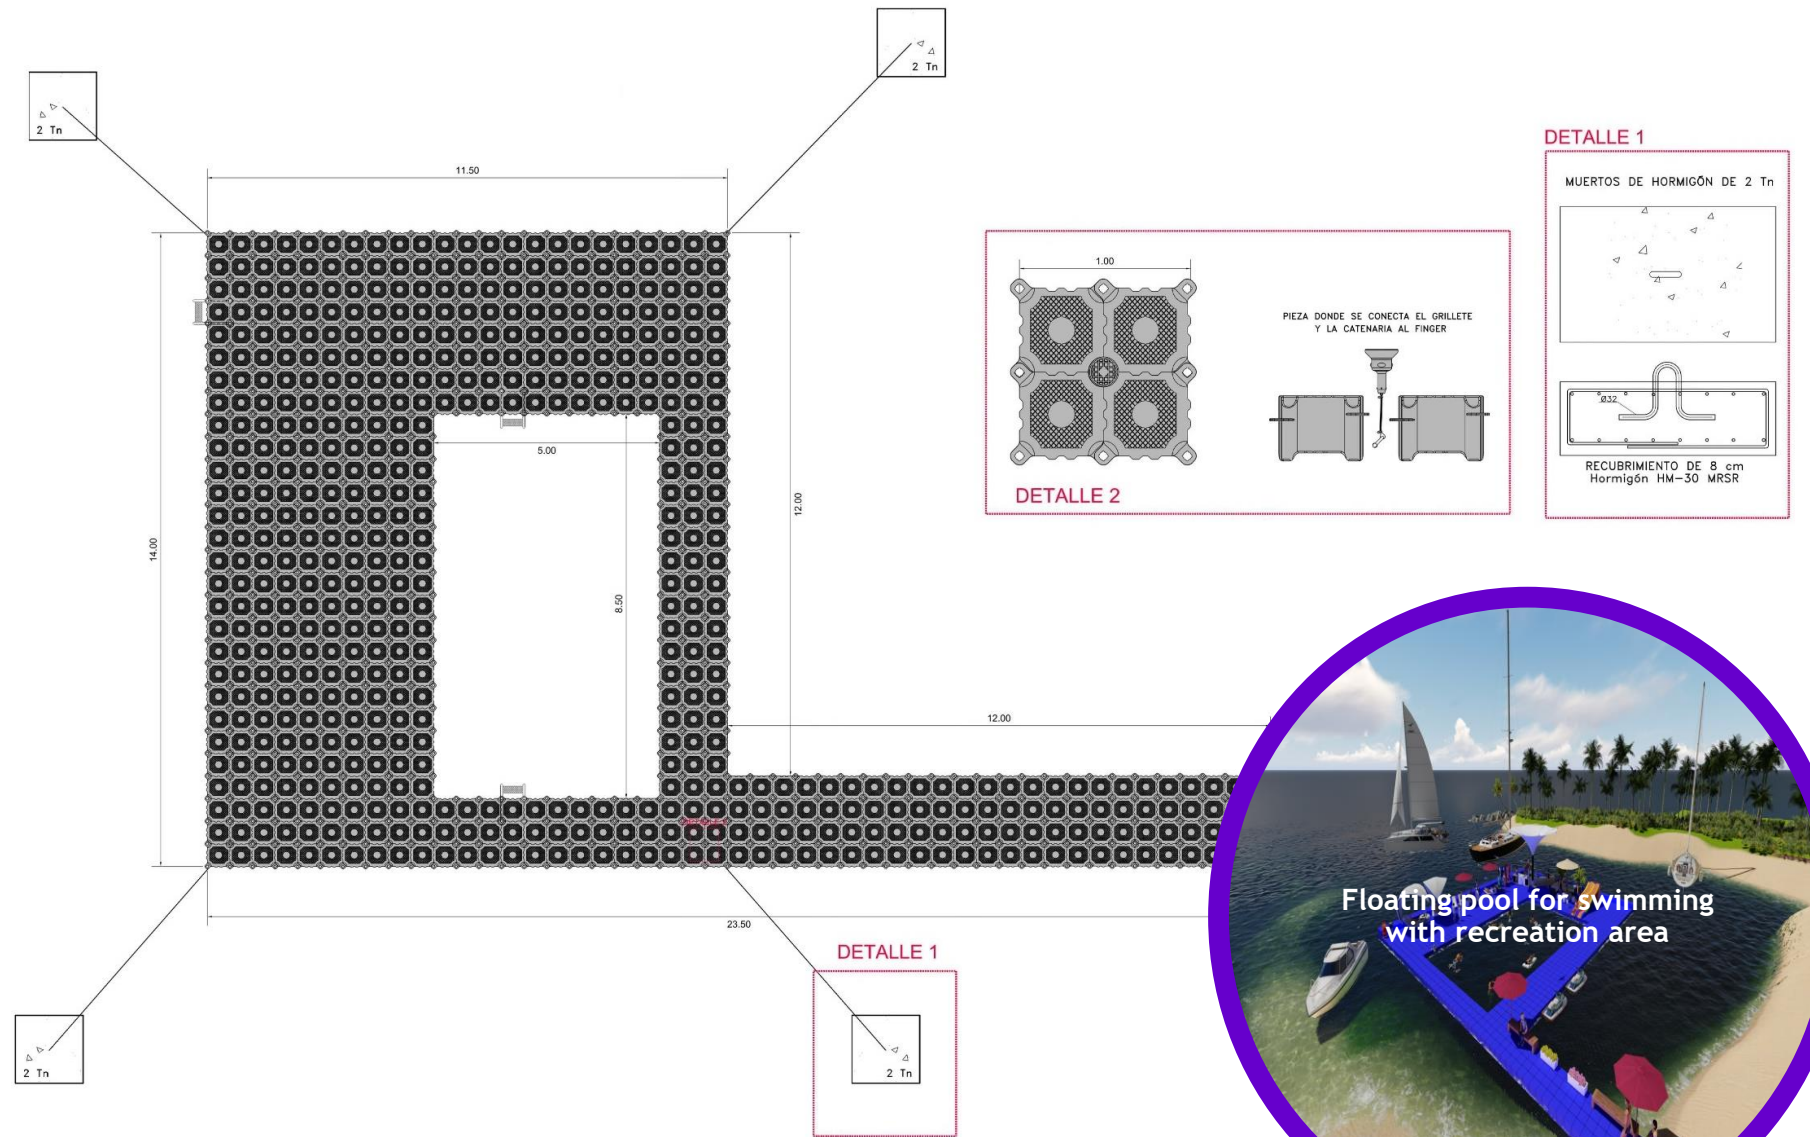 2 Tn
2 Tn
11.50
14.00
12.00
5.00
8.50
12.00
23.50
2 Tn
DETALLE 1
2 Tn
1.00
PIEZA DONDE SE CONECTA EL GRILLETE
Y LA CATENARIA AL FINGER
DETALLE 2
DETALLE 1
MUERTOS DE HORMIGÓN DE 2 Tn
Ø32
RECUBRIMIENTO DE 8 cm
Hormigón HM-30 MRSR
Floating pool for swimming
with recreation area